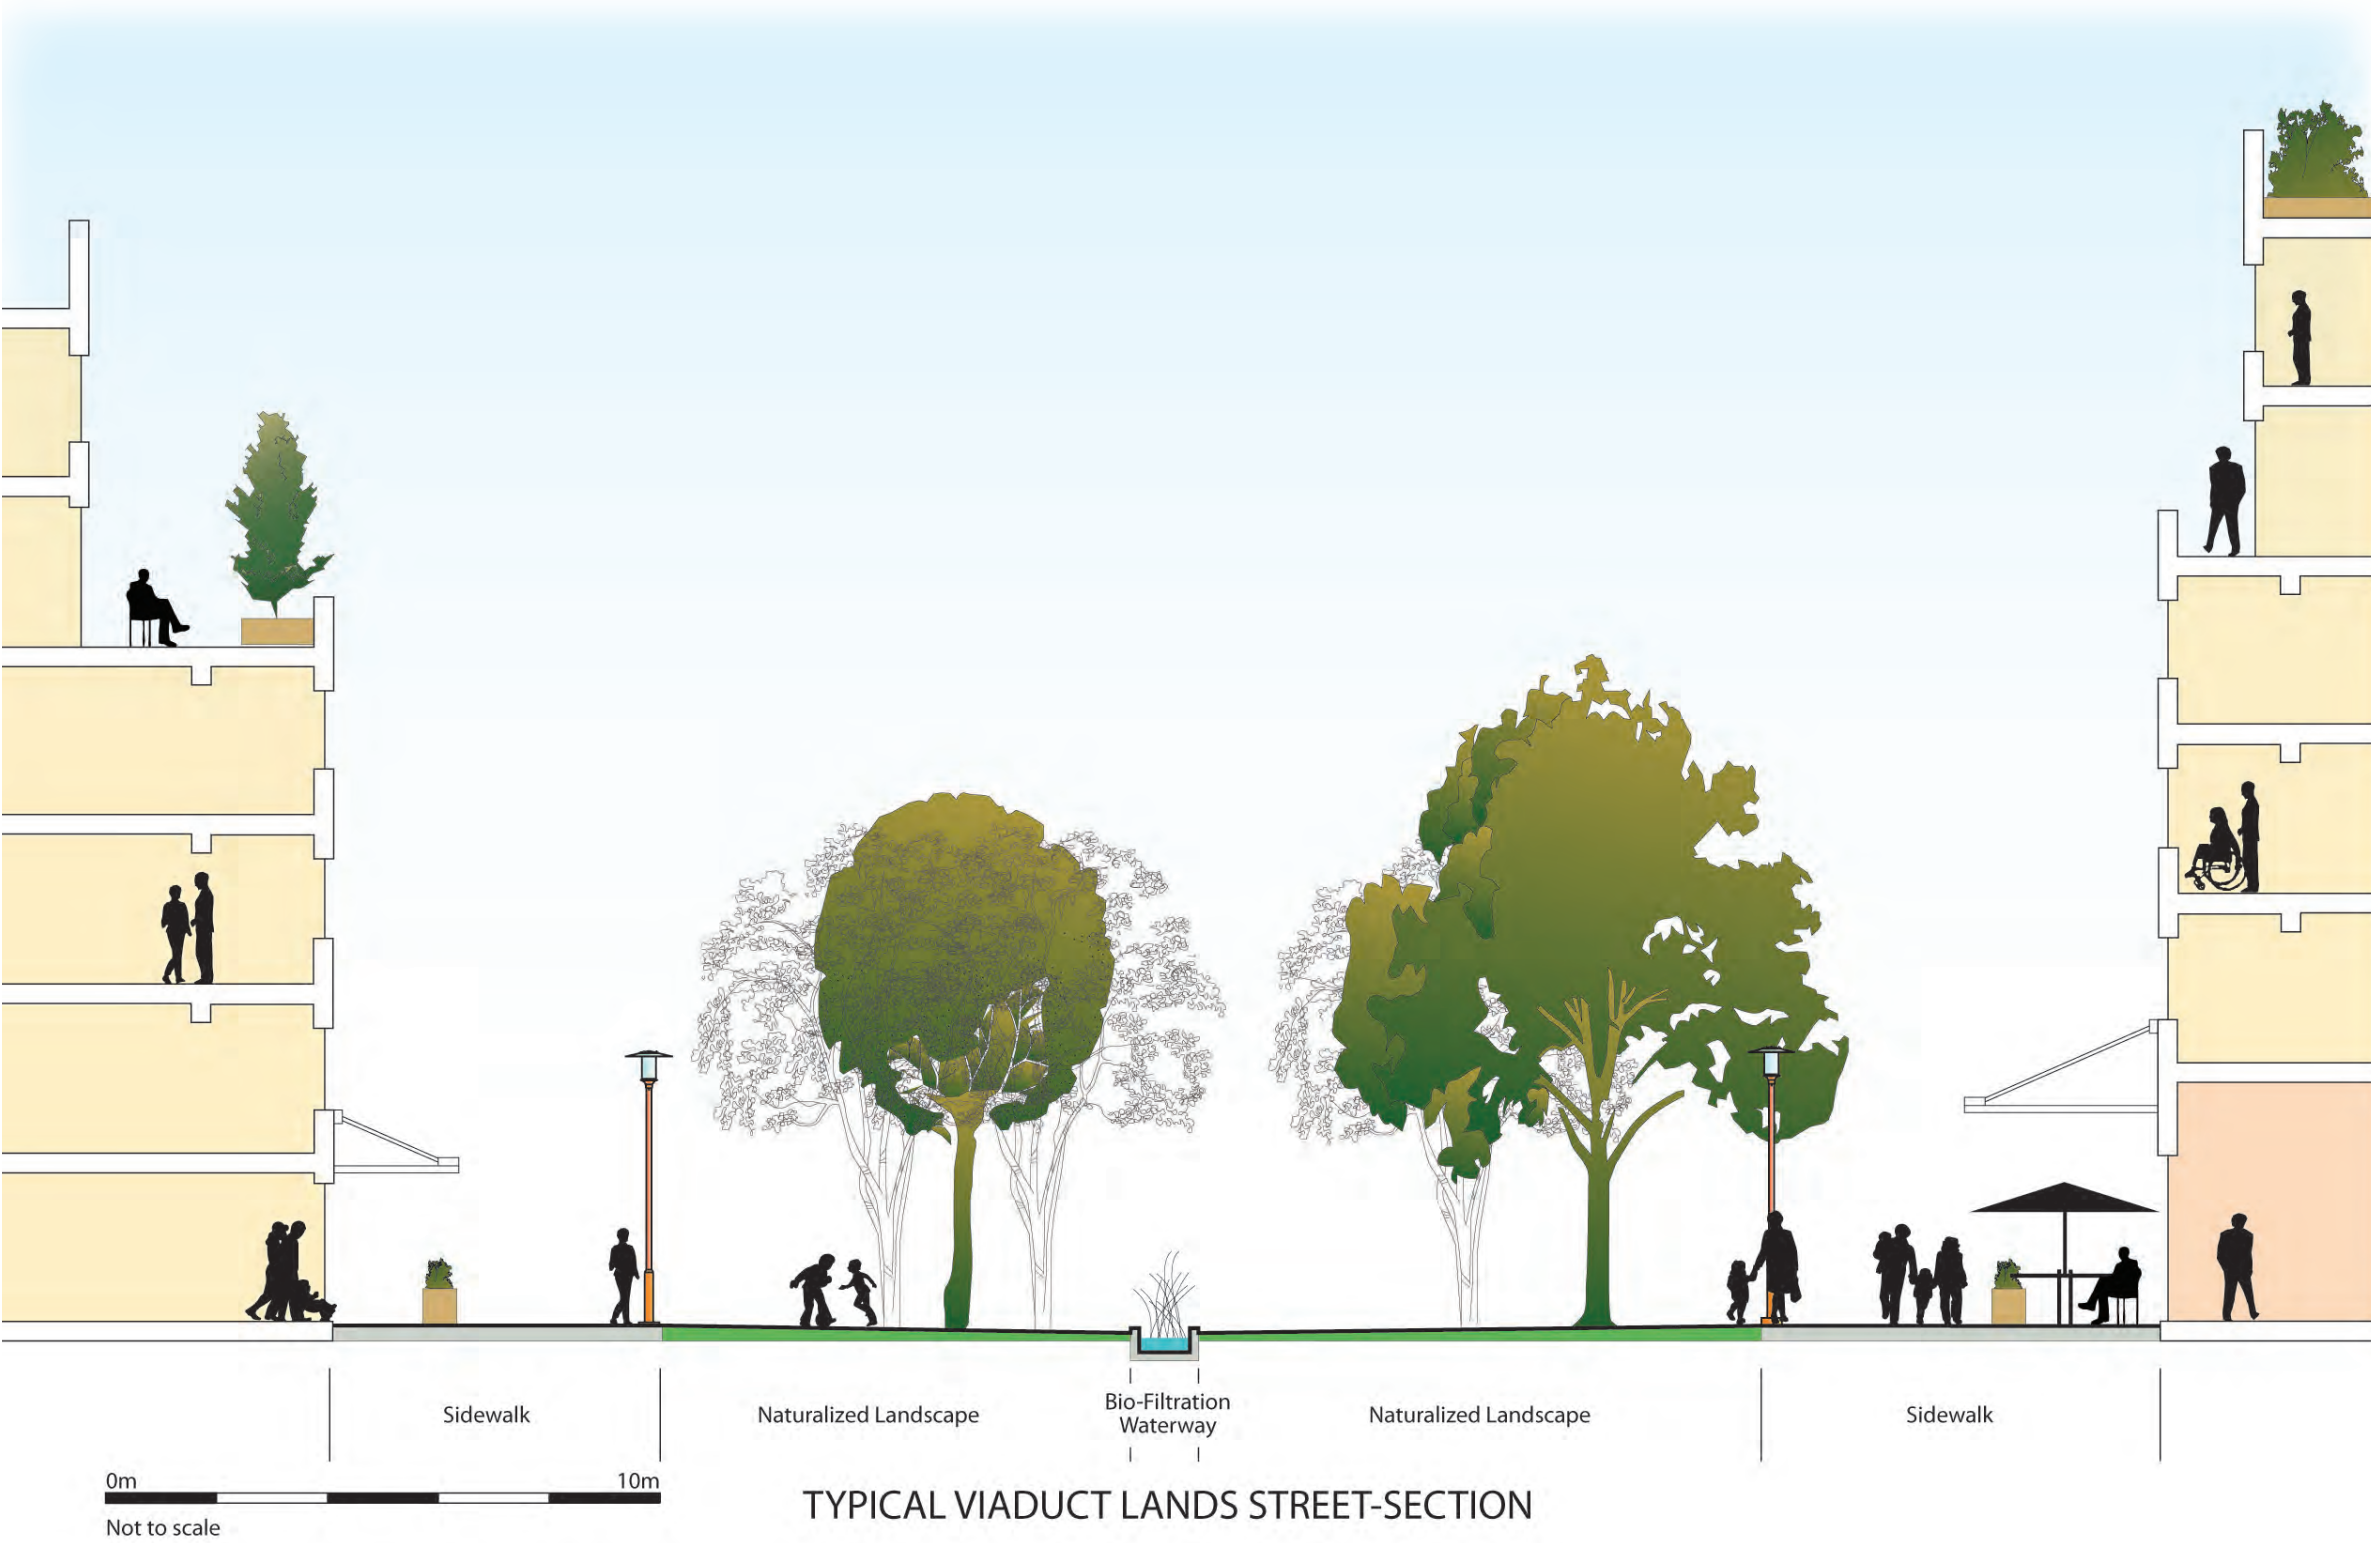 Sidewalk
Naturalized Landscape
Bio-Filtration
Waterway
Naturalized Landscape
Sidewalk
0m
10m
Not to scale
TYPICAL VIADUCT LANDS STREET-SECTION